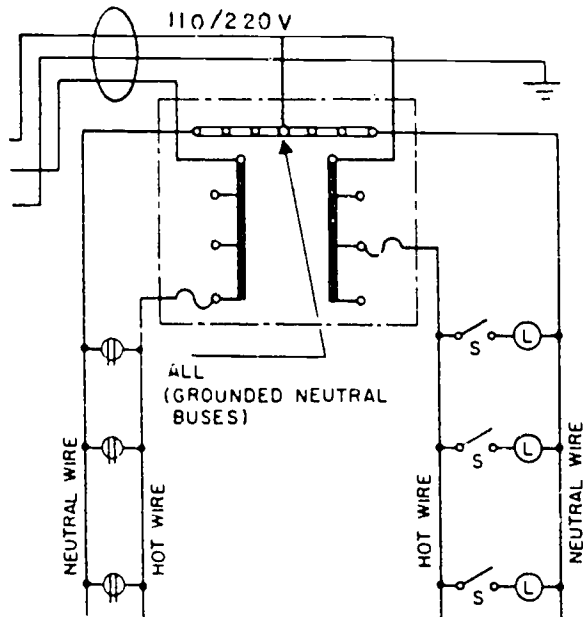 110/220V
ALL
(GROUNDED NEUTRAL
BUSES)
NEUTRAL WIRE
HOT WIRE
HOT WIRE
NEUTRAL WIRE
S
L
S
L
S
L